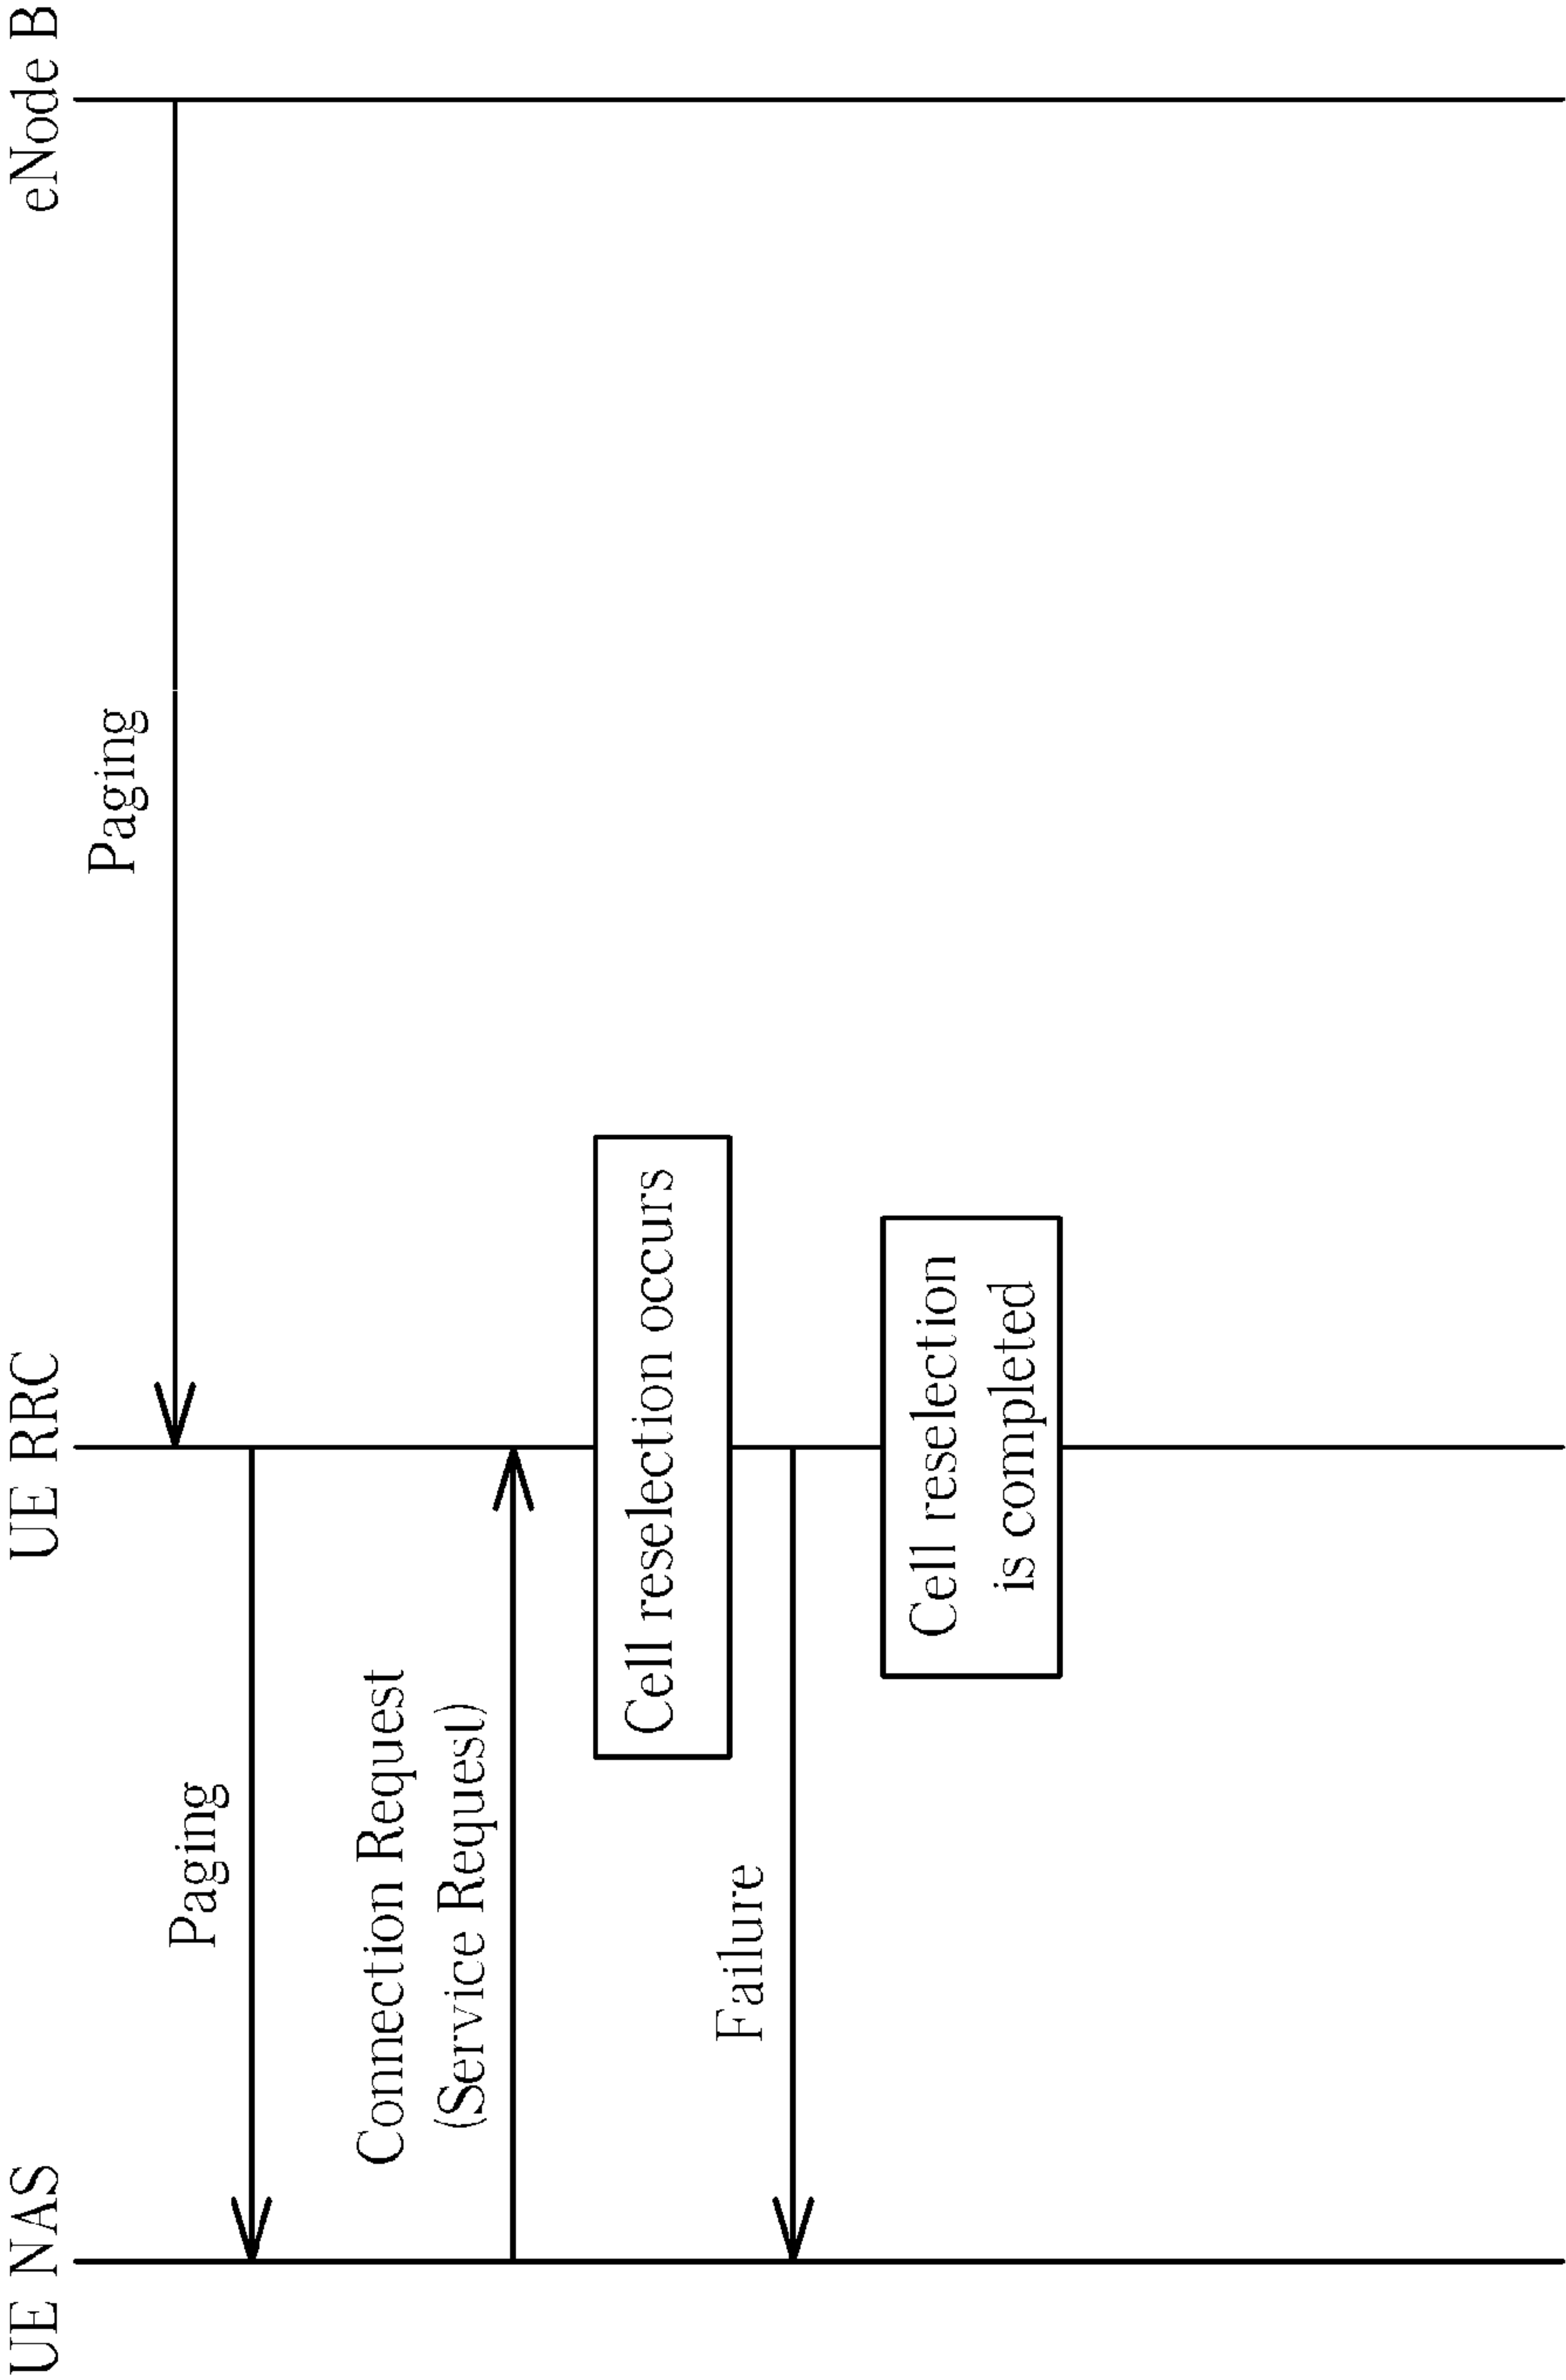 UE NAS
UE RRC
eNode B
Paging
Paging
Connection Request
(Service Request)
Cell reselection occurs
Failure
Cell reselection
is completed